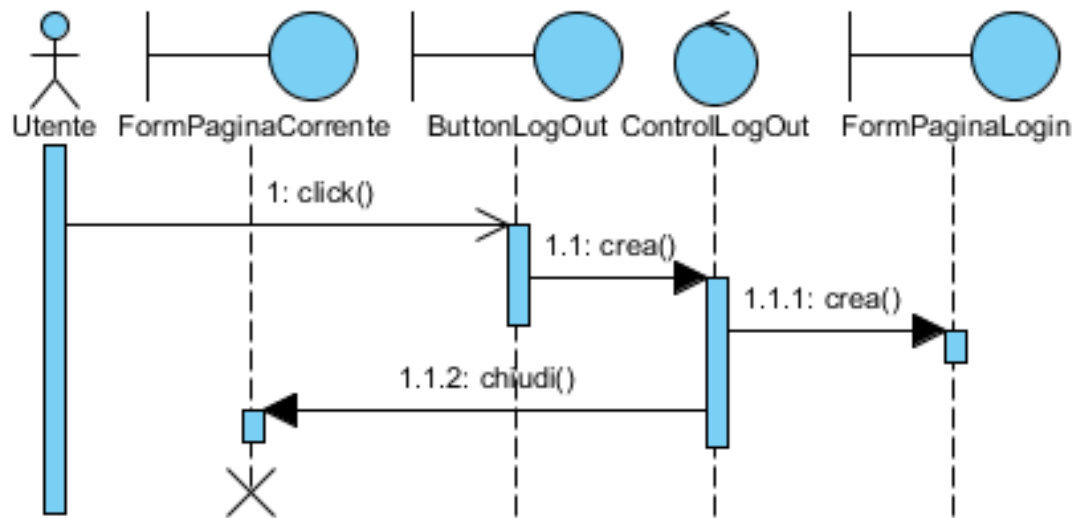 Utente FormPaginaCorrente ButtonLogOut ControlLogOut FormPaginaLogin
1: click()
1.1: crea()
1.1.1: crea()
1.1.2: chiudi()